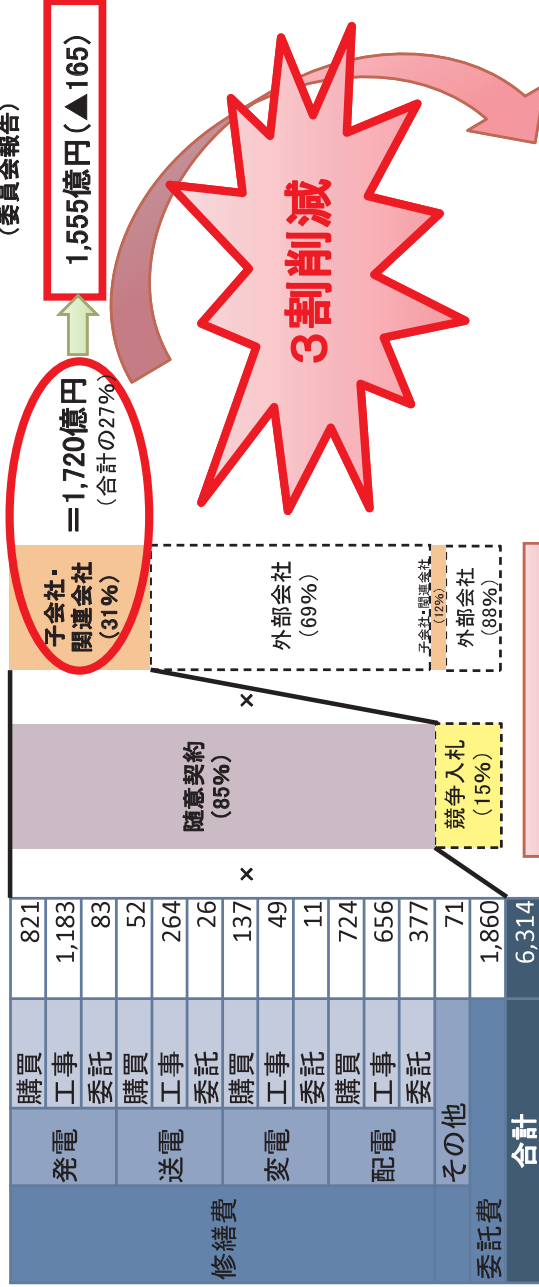 (委員会報告)
1,555億円(▲165)
=1,720億円
(合計の27%)
3割削減
子会社・
関連会社
(31%)
外部会社
(69%)
子会社・関連会社
(12%)
外部会社
(88%)
×
随意契約
(85%)
競争入札
(15%)
×
修繕費 発電 購買 821
工事 1,183
委託 83
送電 購買 52
工事 264
委託 26
変電 購買 137
工事 49
委託 11
配電 購買 724
工事 656
委託 377
その他 71
委託費 1,860
合計 6,314